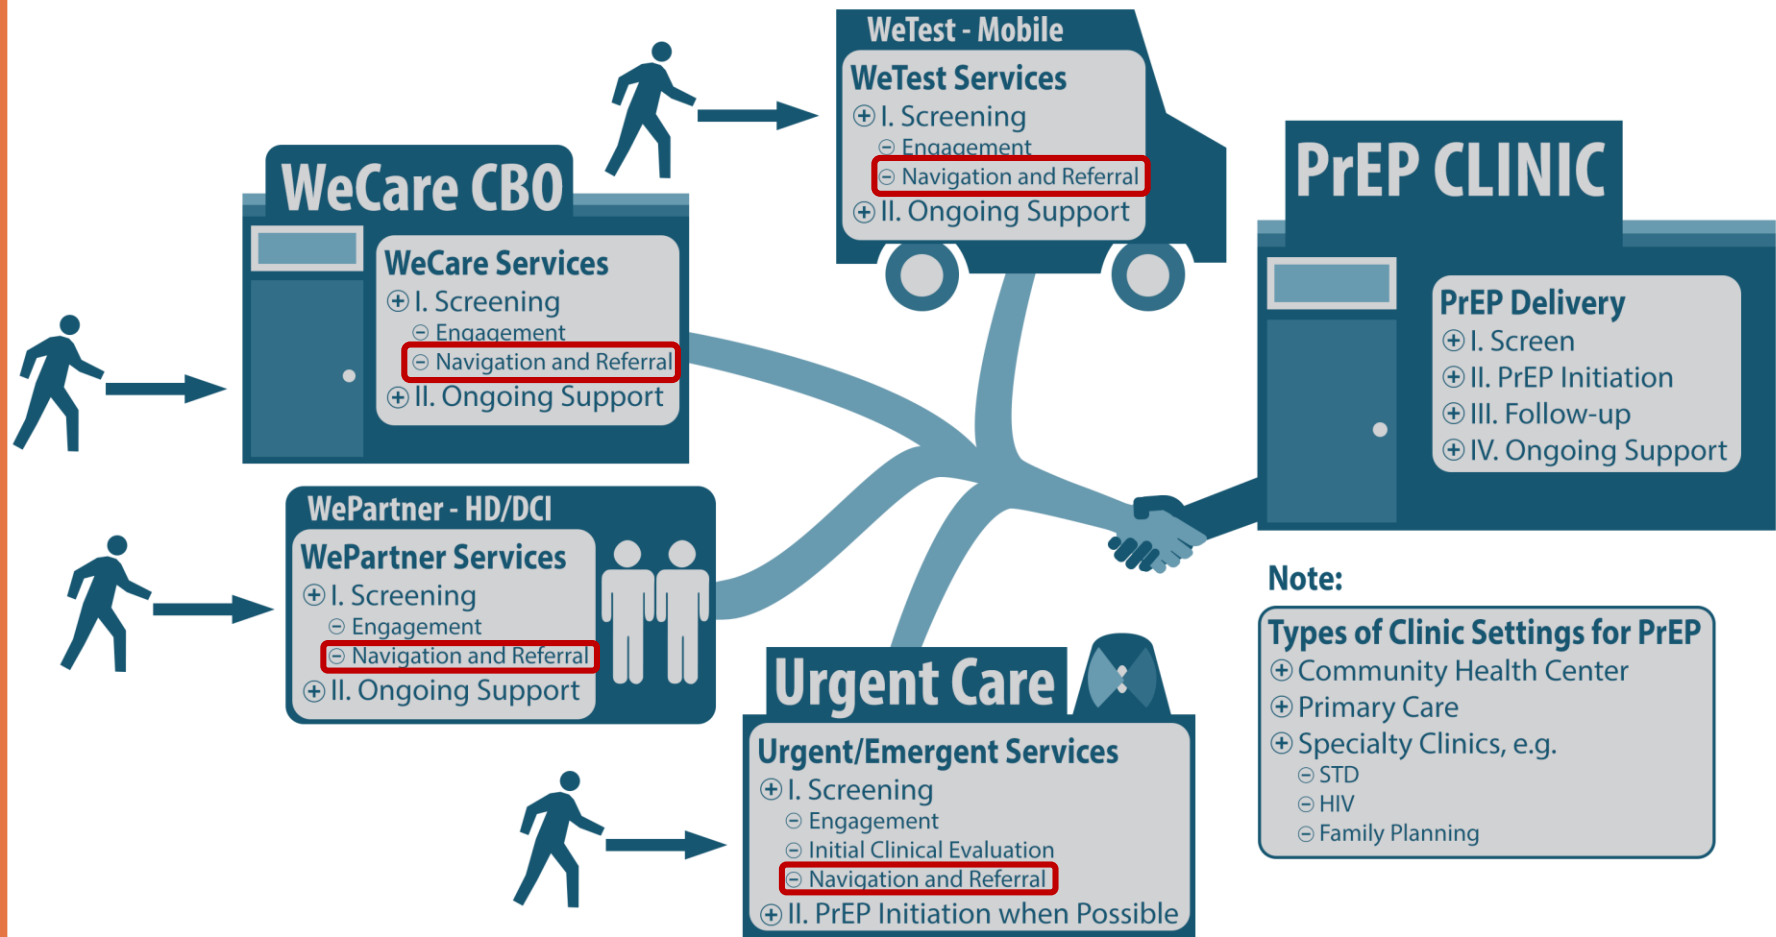 WeTest - Mobile
WeTest Services
I. Screening
Engagement
Navigation and Referral
II. Ongoing Support
WeCare CBO
WeCare Services
I. Screening
Engagement
Navigation and Referral
II. Ongoing Support
PrEP CLINIC
PrEP Delivery
I. Screen
II. PrEP Initiation
III. Follow-up
IV. Ongoing Support
WePartner - HD/DCI
WePartner Services
I. Screening
Engagement
Navigation and Referral
II. Ongoing Support
Urgent Care
Urgent/Emergent Services
I. Screening
Engagement
Initial Clinical Evaluation
Navigation and Referral
II. PrEP Initiation when Possible
Note:
Types of Clinic Settings for PrEP
Community Health Center
Primary Care
Specialty Clinics, e.g.
STD
HIV
Family Planning